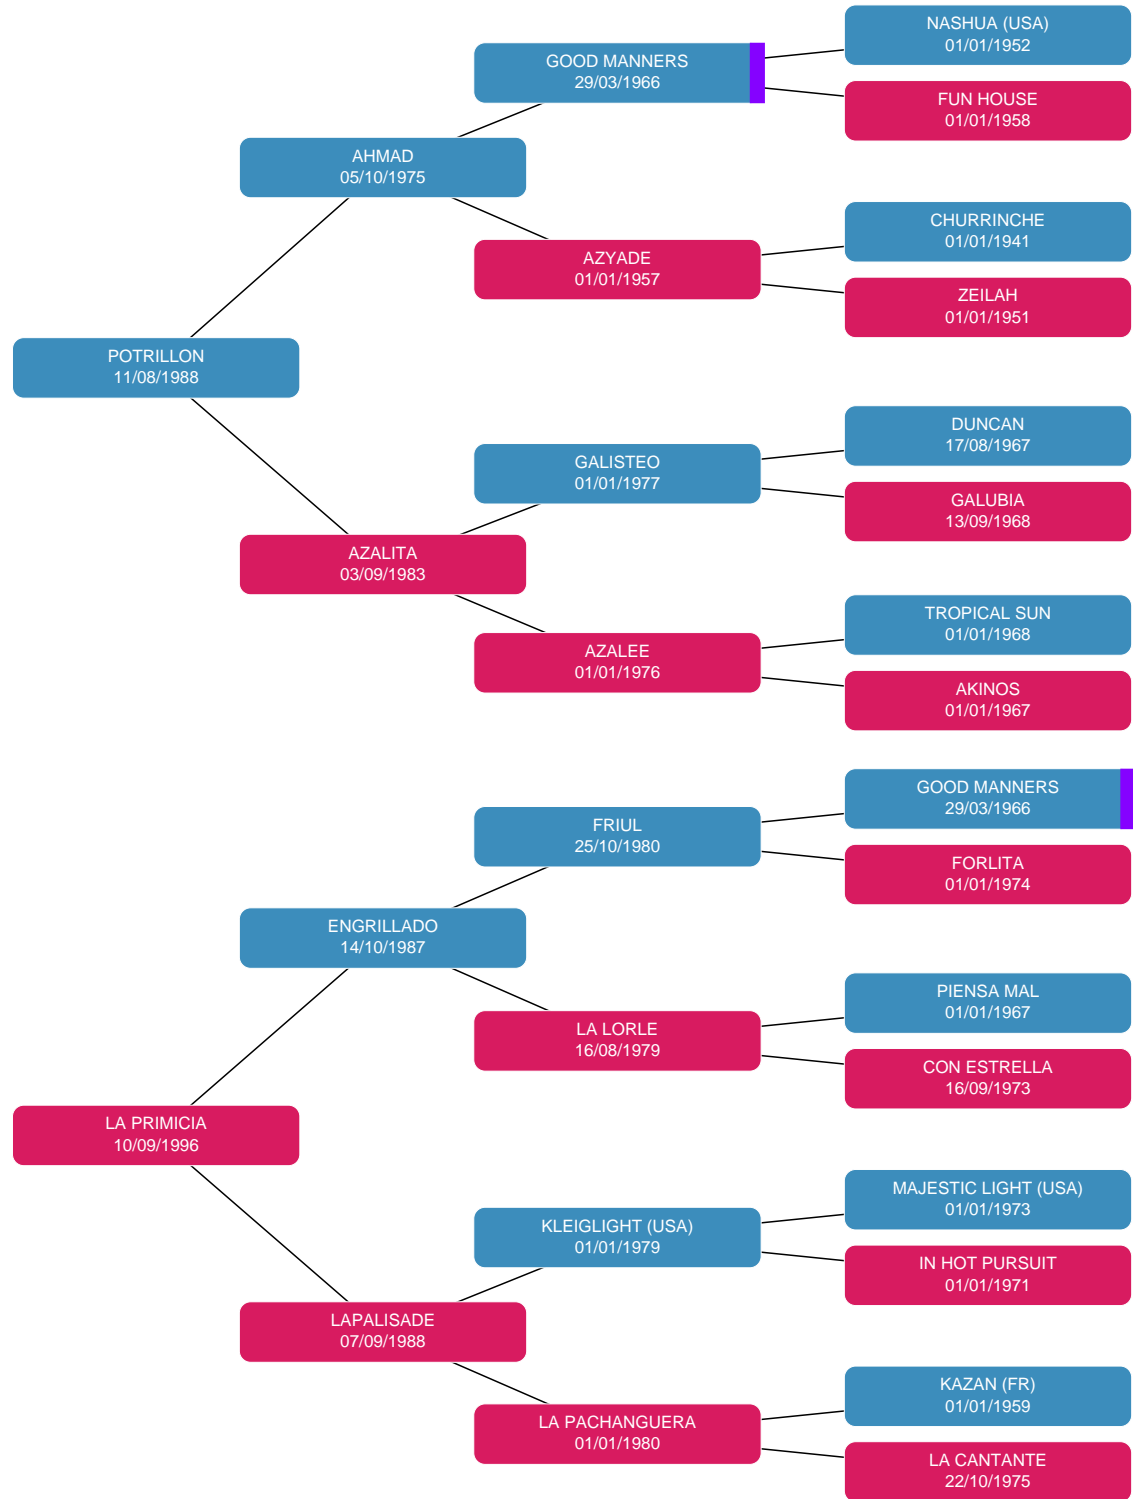 NASHUA (USA)
01/01/1952
GOOD MANNERS
29/03/1966
FUN HOUSE
01/01/1958
AHMAD
05/10/1975
CHURRINCHE
01/01/1941
AZYADE
01/01/1957
ZEILAH
01/01/1951
POTRILLON
11/08/1988
DUNCAN
17/08/1967
GALISTEO
01/01/1977
GALUBIA
13/09/1968
AZALITA
03/09/1983
TROPICAL SUN
01/01/1968
AZALEE
01/01/1976
AKINOS
01/01/1967
GOOD MANNERS
29/03/1966
FRIUL
25/10/1980
FORLITA
01/01/1974
ENGRILLADO
14/10/1987
PIENSA MAL
01/01/1967
LA LORLE
16/08/1979
CON ESTRELLA
16/09/1973
LA PRIMICIA
10/09/1996
MAJESTIC LIGHT (USA)
01/01/1973
KLEIGLIGHT (USA)
01/01/1979
IN HOT PURSUIT
01/01/1971
LAPALISADE
07/09/1988
KAZAN (FR)
01/01/1959
LA PACHANGUERA
01/01/1980
LA CANTANTE
22/10/1975